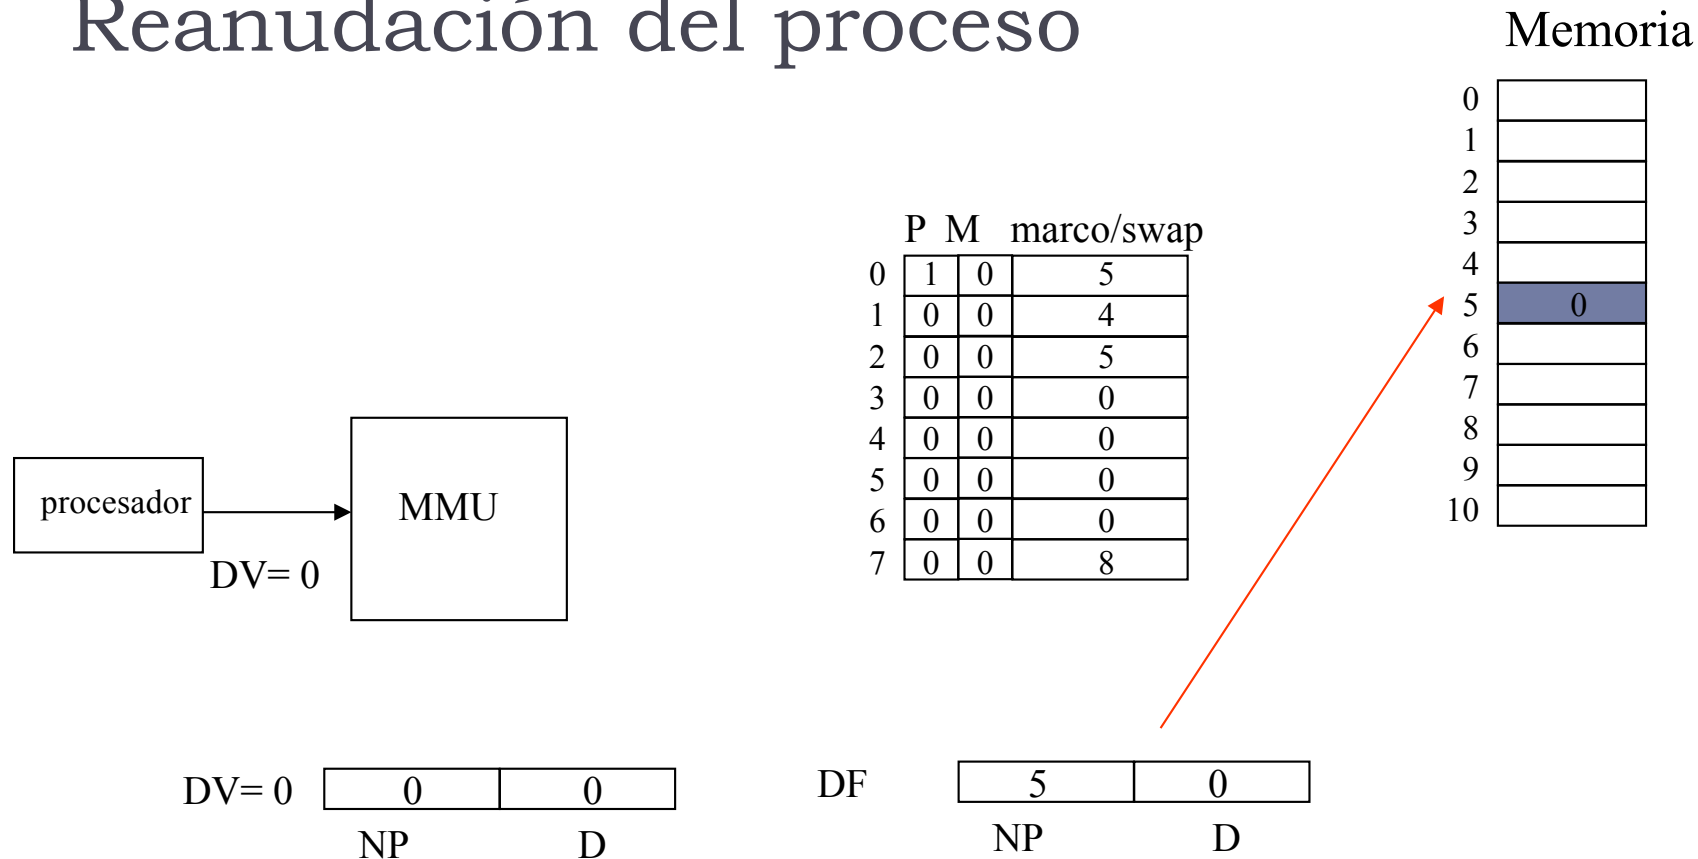 Reanudación del proceso
Memoria
0
1
2
3
4
5 0
6
7
8
9
10
P M marco/swap
0 1 0 5
1 0 0 4
2 0 0 5
3 0 0 0
4 0 0 0
5 0 0 0
6 0 0 0
7 0 0 8
procesador
MMU
DV= 0
DV= 0 0 0
NP D
DF 5 0
NP D